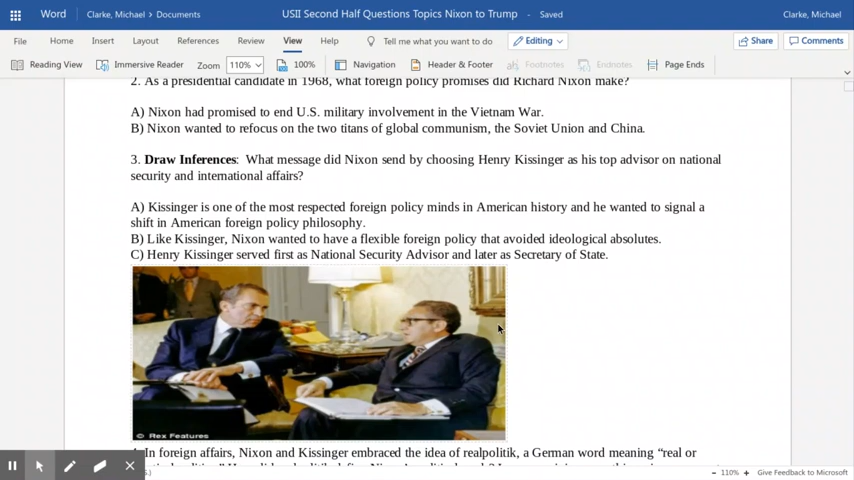 Word
Clarke, Michael > Documents
USII Second Half Questions Topics Nixon to Trump - Saved
Clarke, Michael
File Home Insert Layout References Review View Help Tell me what you want to do Editing Share Comments
Reading View Immersive Reader Zoom 110% 100% Navigation Header & Footer Footnotes Endnotes Page Ends
2. As a presidential candidate in 1968, what foreign policy promises did Richard Nixon make?
A) Nixon had promised to end U.S. military involvement in the Vietnam War.
B) Nixon wanted to refocus on the two titans of global communism, the Soviet Union and China.
3. Draw Inferences: What message did Nixon send by choosing Henry Kissinger as his top advisor on national
security and international affairs?
A) Kissinger is one of the most respected foreign policy minds in American history and he wanted to signal a
shift in American foreign policy philosophy.
B) Like Kissinger, Nixon wanted to have a flexible foreign policy that avoided ideological absolutes.
C) Henry Kissinger served first as National Security Advisor and later as Secretary of State.
© Rex Features
4. In foreign affairs, Nixon and Kissinger embraced the idea of realpolitik, a German word meaning “real or
- 110% + Give Feedback to Microsoft